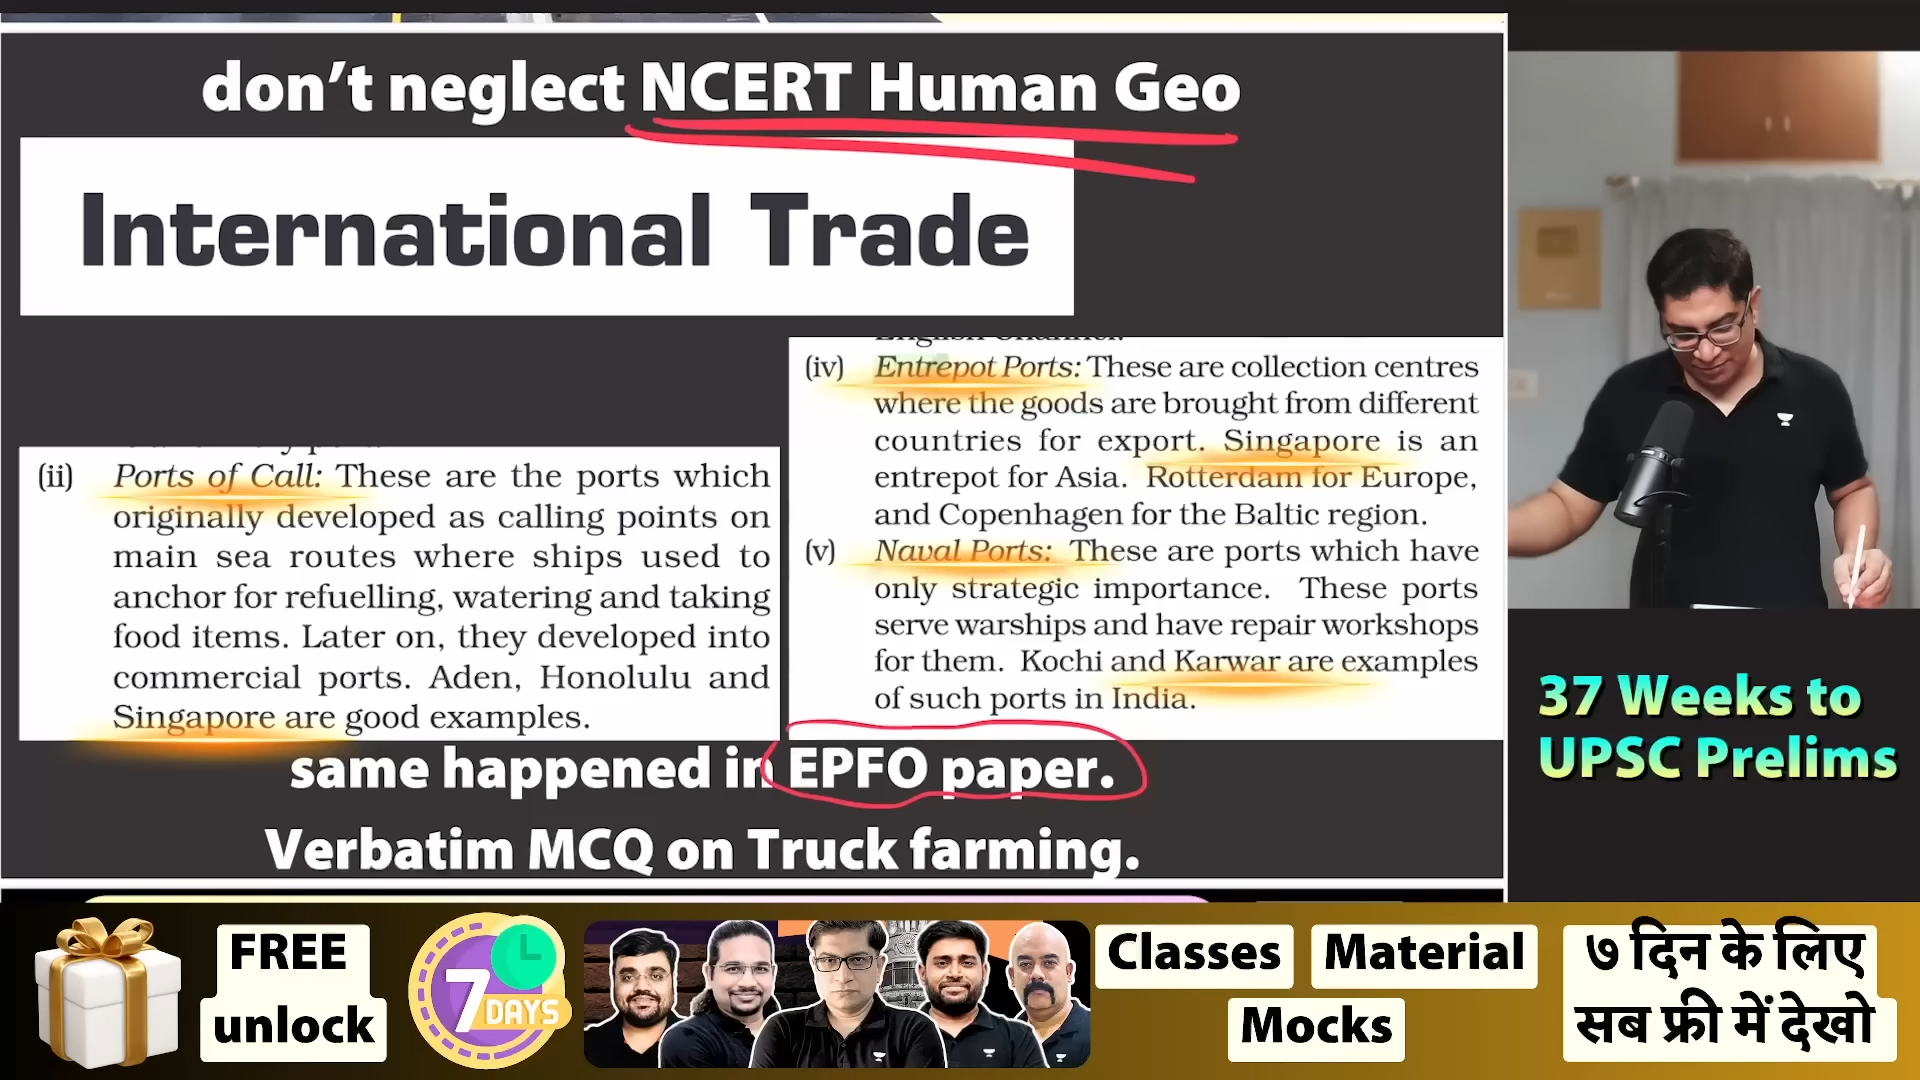 don't neglect NCERT Human Geo
International Trade
(ii) Ports of Call: These are the ports which
originally developed as calling points on
main sea routes where ships used to
anchor for refuelling, watering and taking
food items. Later on, they developed into
commercial ports. Aden, Honolulu and
Singapore are good examples.
English Channel.
(iv) Entrepot Ports: These are collection centres
where the goods are brought from different
countries for export. Singapore is an
entrepot for Asia. Rotterdam for Europe,
and Copenhagen for the Baltic region.
(v) Naval Ports: These are ports which have
only strategic importance. These ports
serve warships and have repair workshops
for them. Kochi and Karwar are examples
of such ports in India.
same happened in EPFO paper.
Verbatim MCQ on Truck farming.
37 Weeks to
UPSC Prelims
FREE
unlock
7 DAYS
Classes Material
Mocks
७ दिन के लिए
सब फ्री में देखो